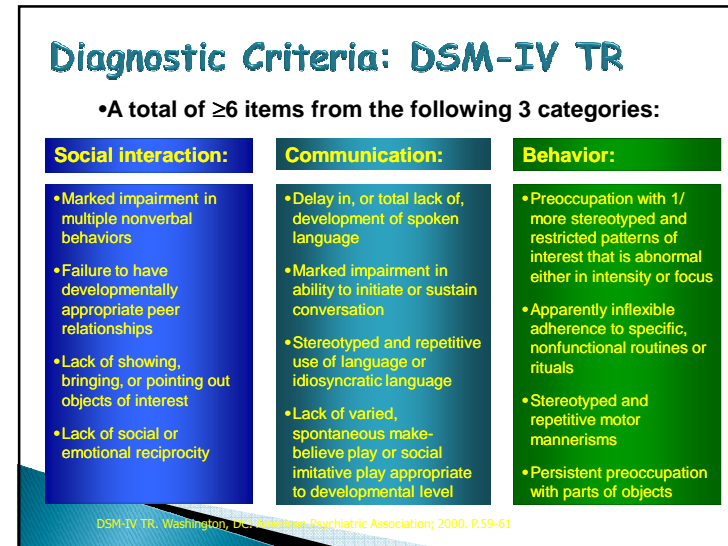 Diagnostic Criteria: DSM-IV TR
•A total of ≥6 items from the following 3 categories:
Social interaction:
•Marked impairment in
multiple nonverbal
behaviors
•Failure to have
developmentally
appropriate peer
relationships
•Lack of showing,
bringing, or pointing out
objects of interest
•Lack of social or
emotional reciprocity
Communication:
•Delay in, or total lack of,
development of spoken
language
•Marked impairment in
ability to initiate or sustain
conversation
•Stereotyped and repetitive
use of language or
idiosyncratic language
•Lack of varied,
spontaneous make-
believe play or social
imitative play appropriate
to developmental level
Behavior:
•Preoccupation with 1/
more stereotyped and
restricted patterns of
interest that is abnormal
either in intensity or focus
•Apparently inflexible
adherence to specific,
nonfunctional routines or
rituals
•Stereotyped and
repetitive motor
mannerisms
•Persistent preoccupation
with parts of objects
DSM-IV TR. Washington, DC: American Psychiatric Association; 2000. P.59-61